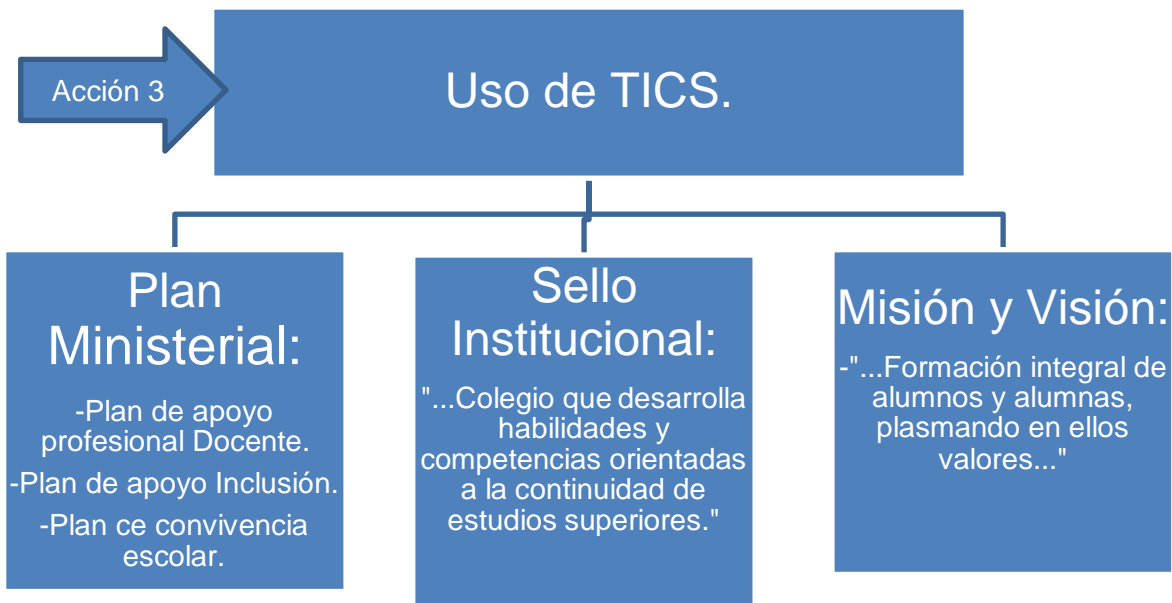 Acción 3
Uso de TICS.
Plan
Ministerial:
-Plan de apoyo
profesional Docente.
-Plan de apoyo Inclusión.
-Plan ce convivencia
escolar.
Sello
Institucional:
"...Colegio que desarrolla
habilidades y
competencias orientadas
a la continuidad de
estudios superiores."
Misión y Visión:
-"...Formación integral de
alumnos y alumnas,
plasmando en ellos
valores..."